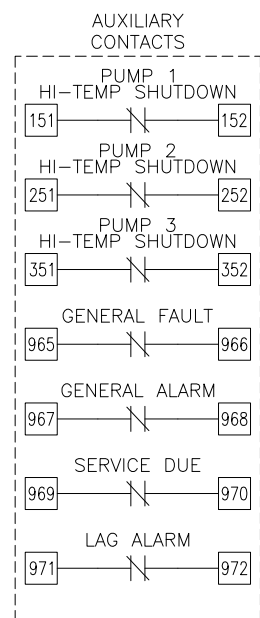 AUXILIARY
CONTACTS
PUMP 1
HI-TEMP SHUTDOWN
151 152
PUMP 2
HI-TEMP SHUTDOWN
251 252
PUMP 3
HI-TEMP SHUTDOWN
351 352
GENERAL FAULT
965 966
GENERAL ALARM
967 968
SERVICE DUE
969 970
LAG ALARM
971 972